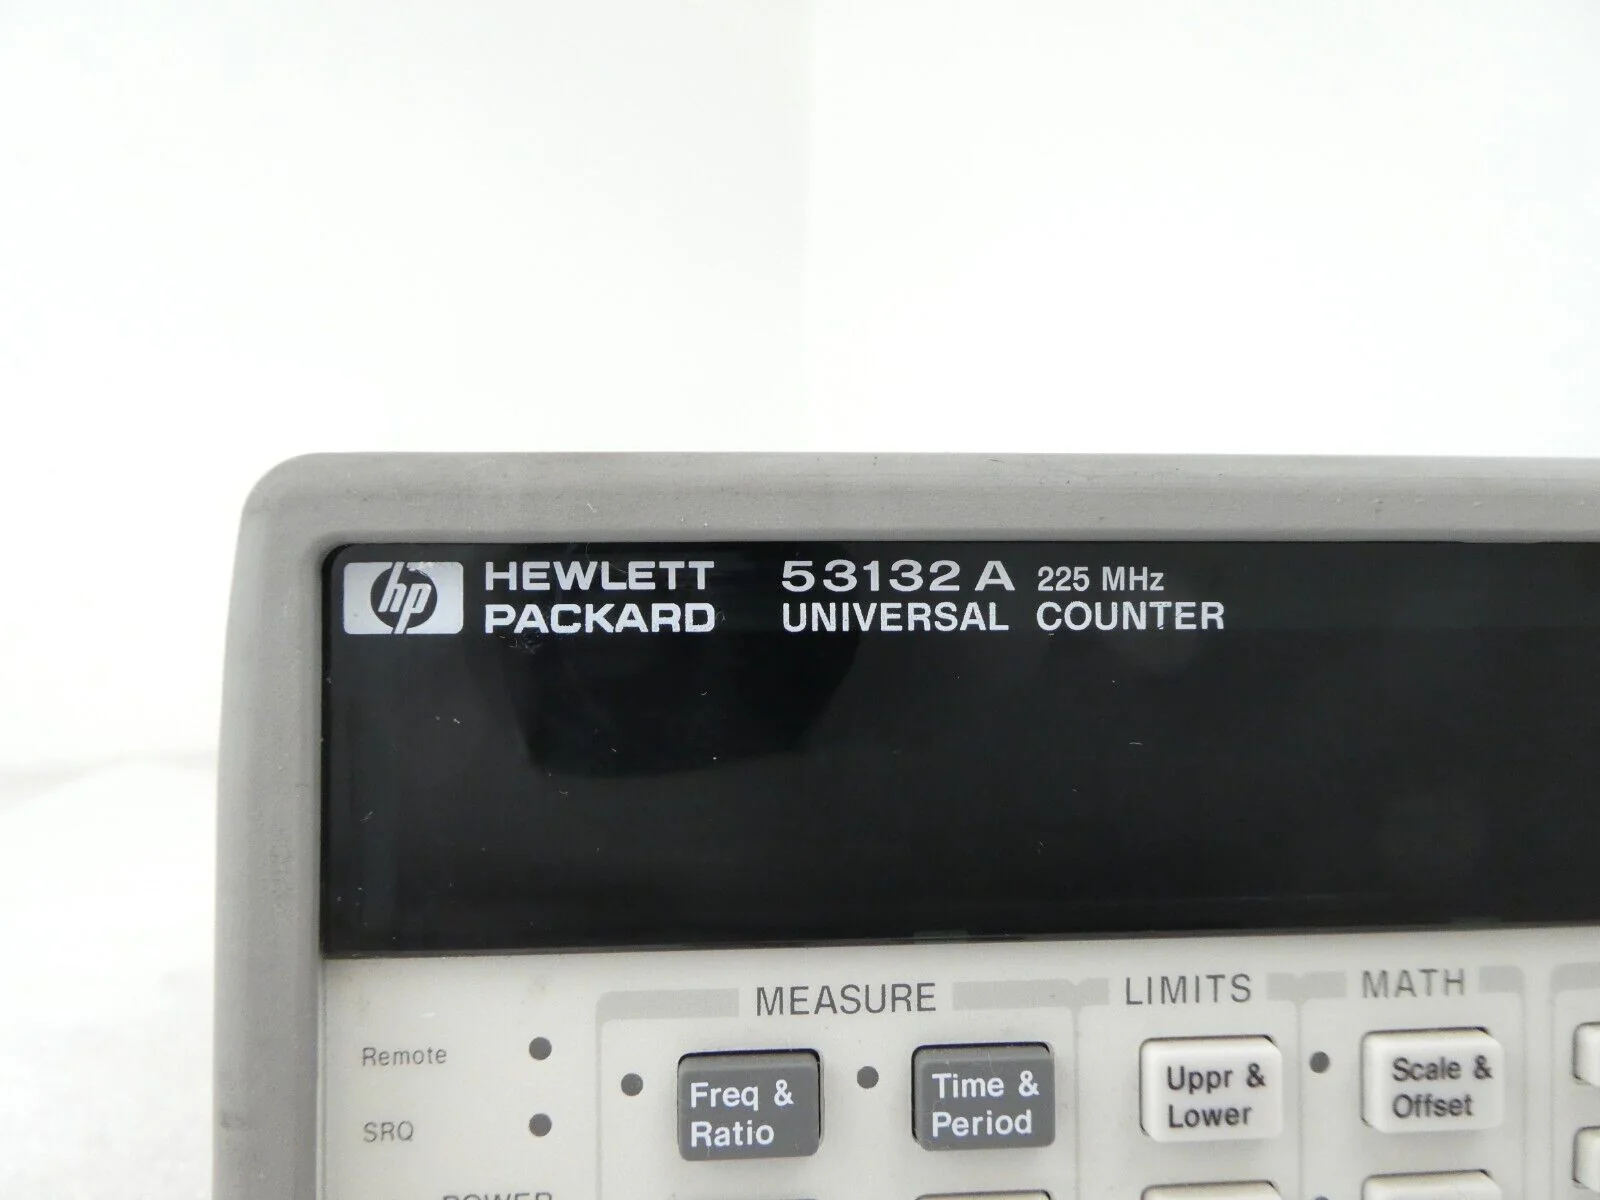 hp HEWLETT PACKARD 53132A 225 MHz
UNIVERSAL COUNTER
MEASURE LIMITS MATH
Remote
Freq & Ratio
Time & Period
Uppr & Lower
Scale & Offset
SRQ
POWER